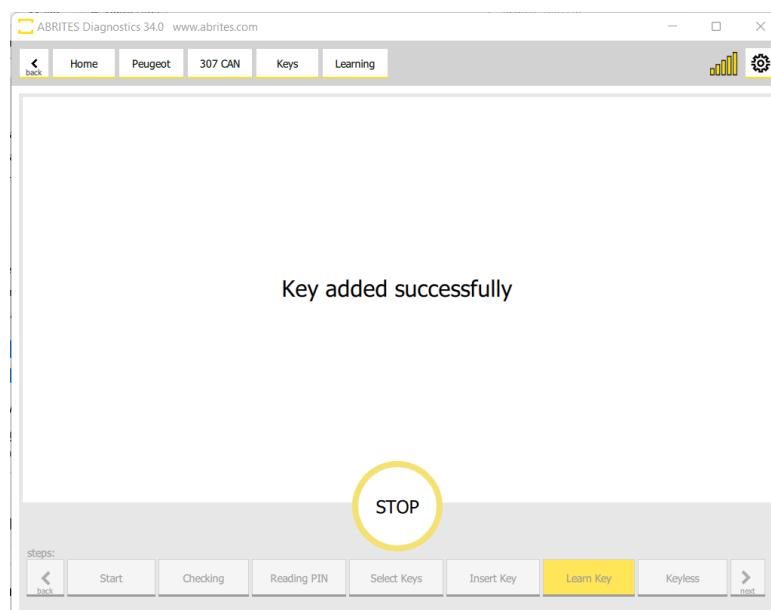 ABRITES Diagnostics 34.0 www.abrites.com
back
Home
Peugeot
307 CAN
Keys
Learning
Key added successfully
STOP
steps:
back
Start
Checking
Reading PIN
Select Keys
Insert Key
Learn Key
Keyless
next